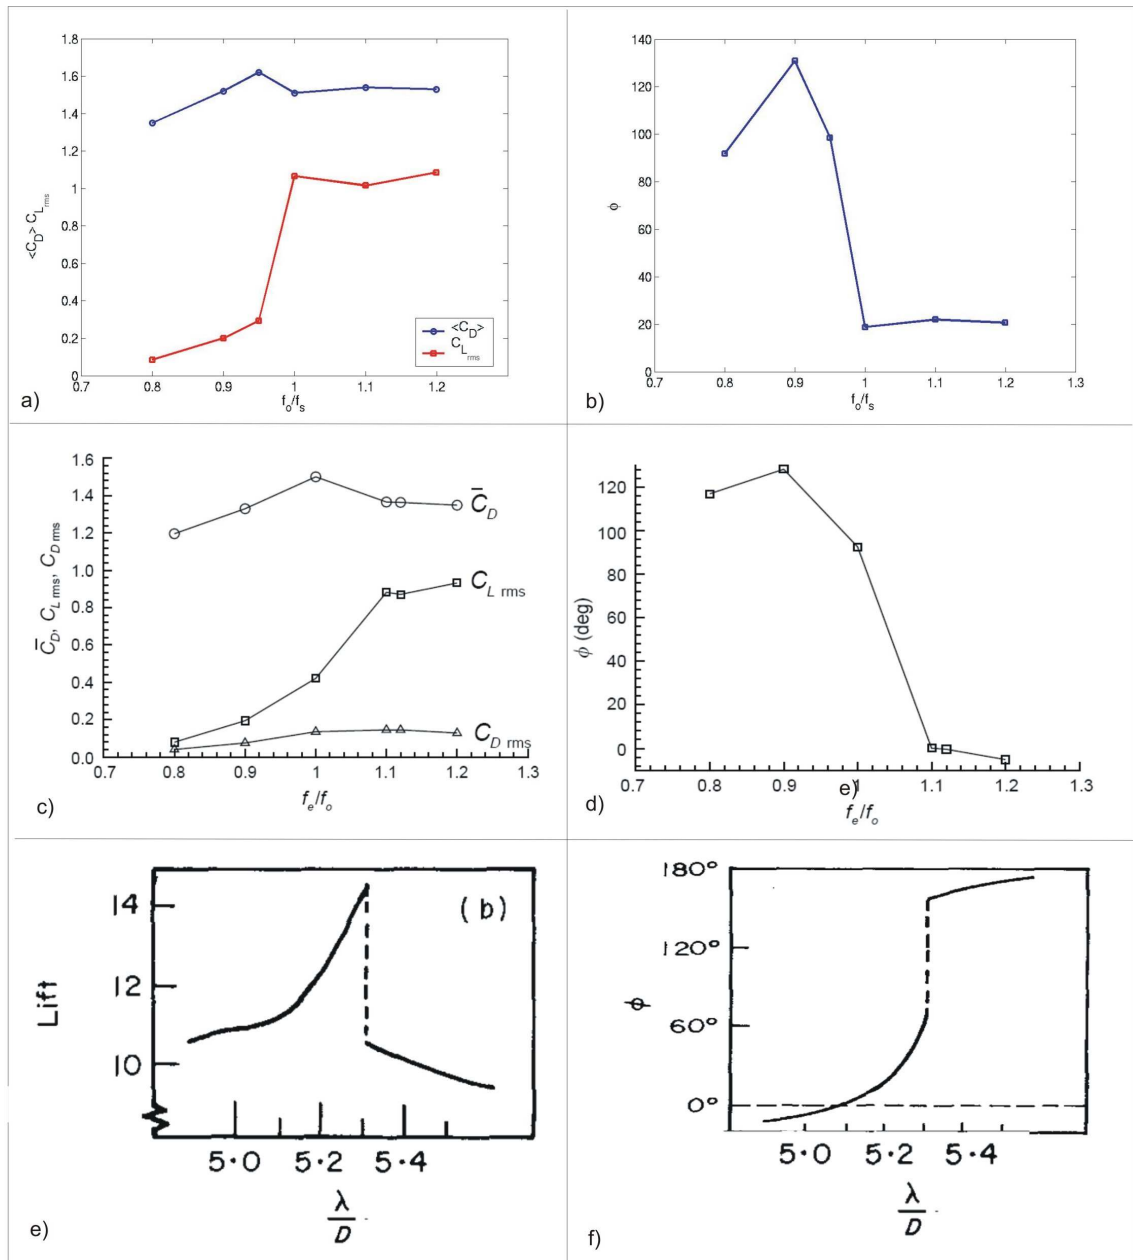 1.8
1.6
1.4
1.2
1
0.8
0.6
0.4
0.2
0
<C_D> C_Lrms
<C_D>
C_Lrms
0.7 0.8 0.9 1 1.1 1.2
f_o/f_s
a)
140
120
100
80
60
40
20
0
ϕ
0.7 0.8 0.9 1 1.1 1.2 1.3
f_o/f_s
b)
1.6
1.4
1.2
1.0
0.8
0.6
0.4
0.2
0.0
C̅_D, C_L rms, C_D rms
C̅_D
C_L rms
C_D rms
0.7 0.8 0.9 1 1.1 1.2 1.3
f_e/f_o
c)
120
100
80
60
40
20
0
ϕ (deg)
0.7 0.8 0.9 1 1.1 1.2 1.3
e)
f_e/f_o
d)
14
12
10
Lift
(b)
5·0 5·2 5·4
λ/D
e)
180°
120°
60°
0°
ϕ
5·0 5·2 5·4
λ/D
f)